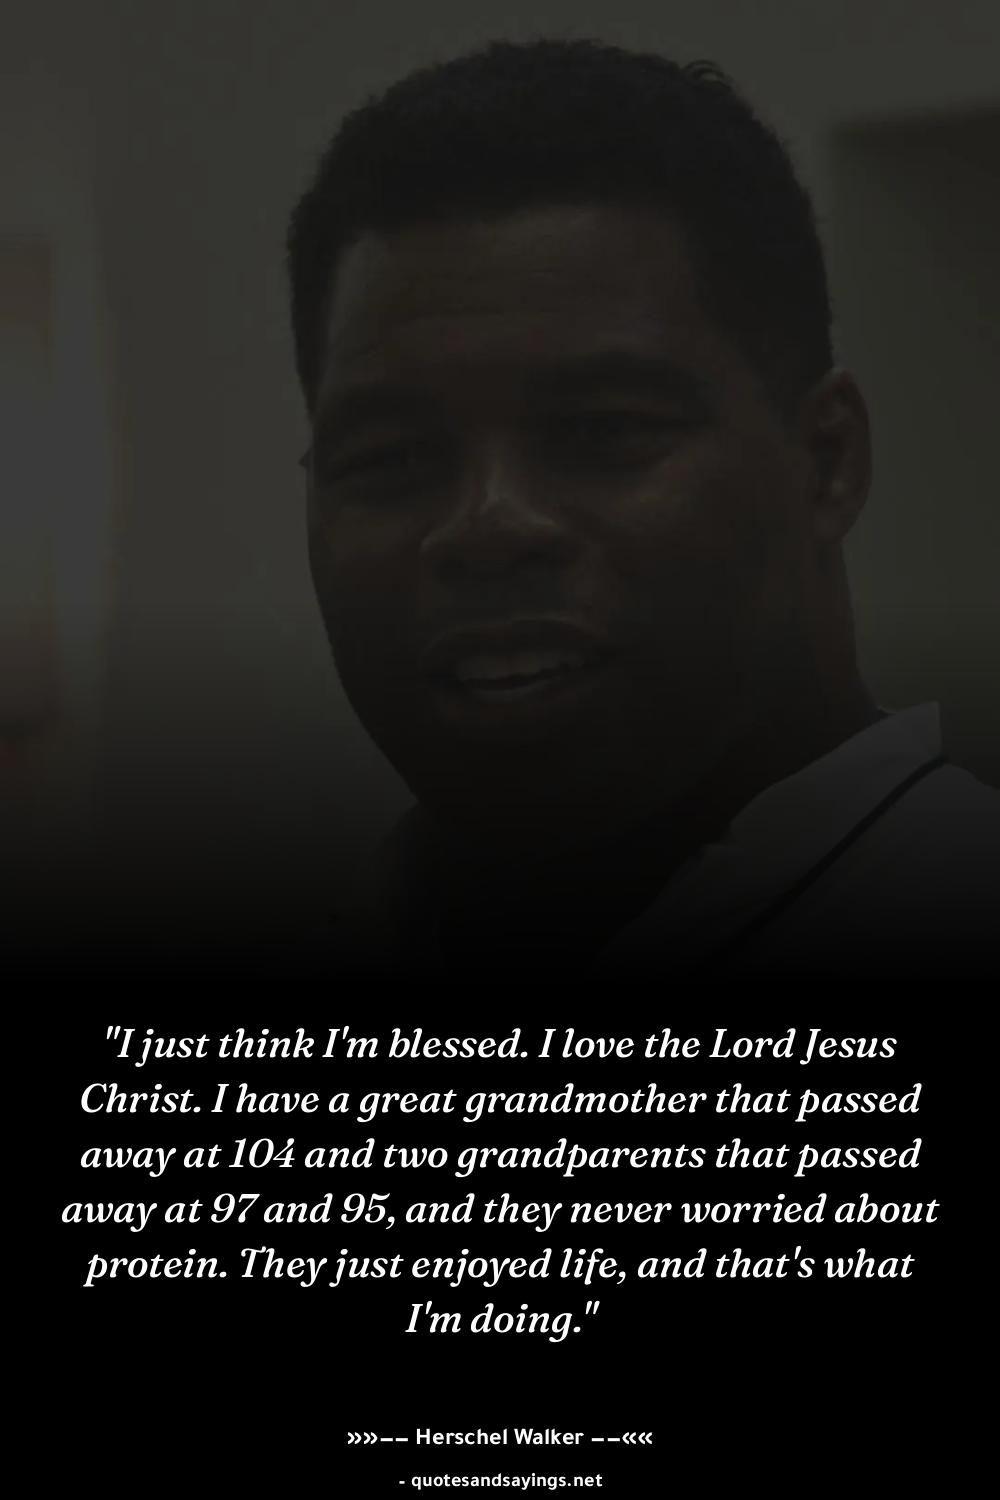 "I just think I'm blessed. I love the Lord Jesus
Christ. I have a great grandmother that passed
away at 104 and two grandparents that passed
away at 97 and 95, and they never worried about
protein. They just enjoyed life, and that's what
I'm doing."
»»–– Herschel Walker ––««
- quotesandsayings.net